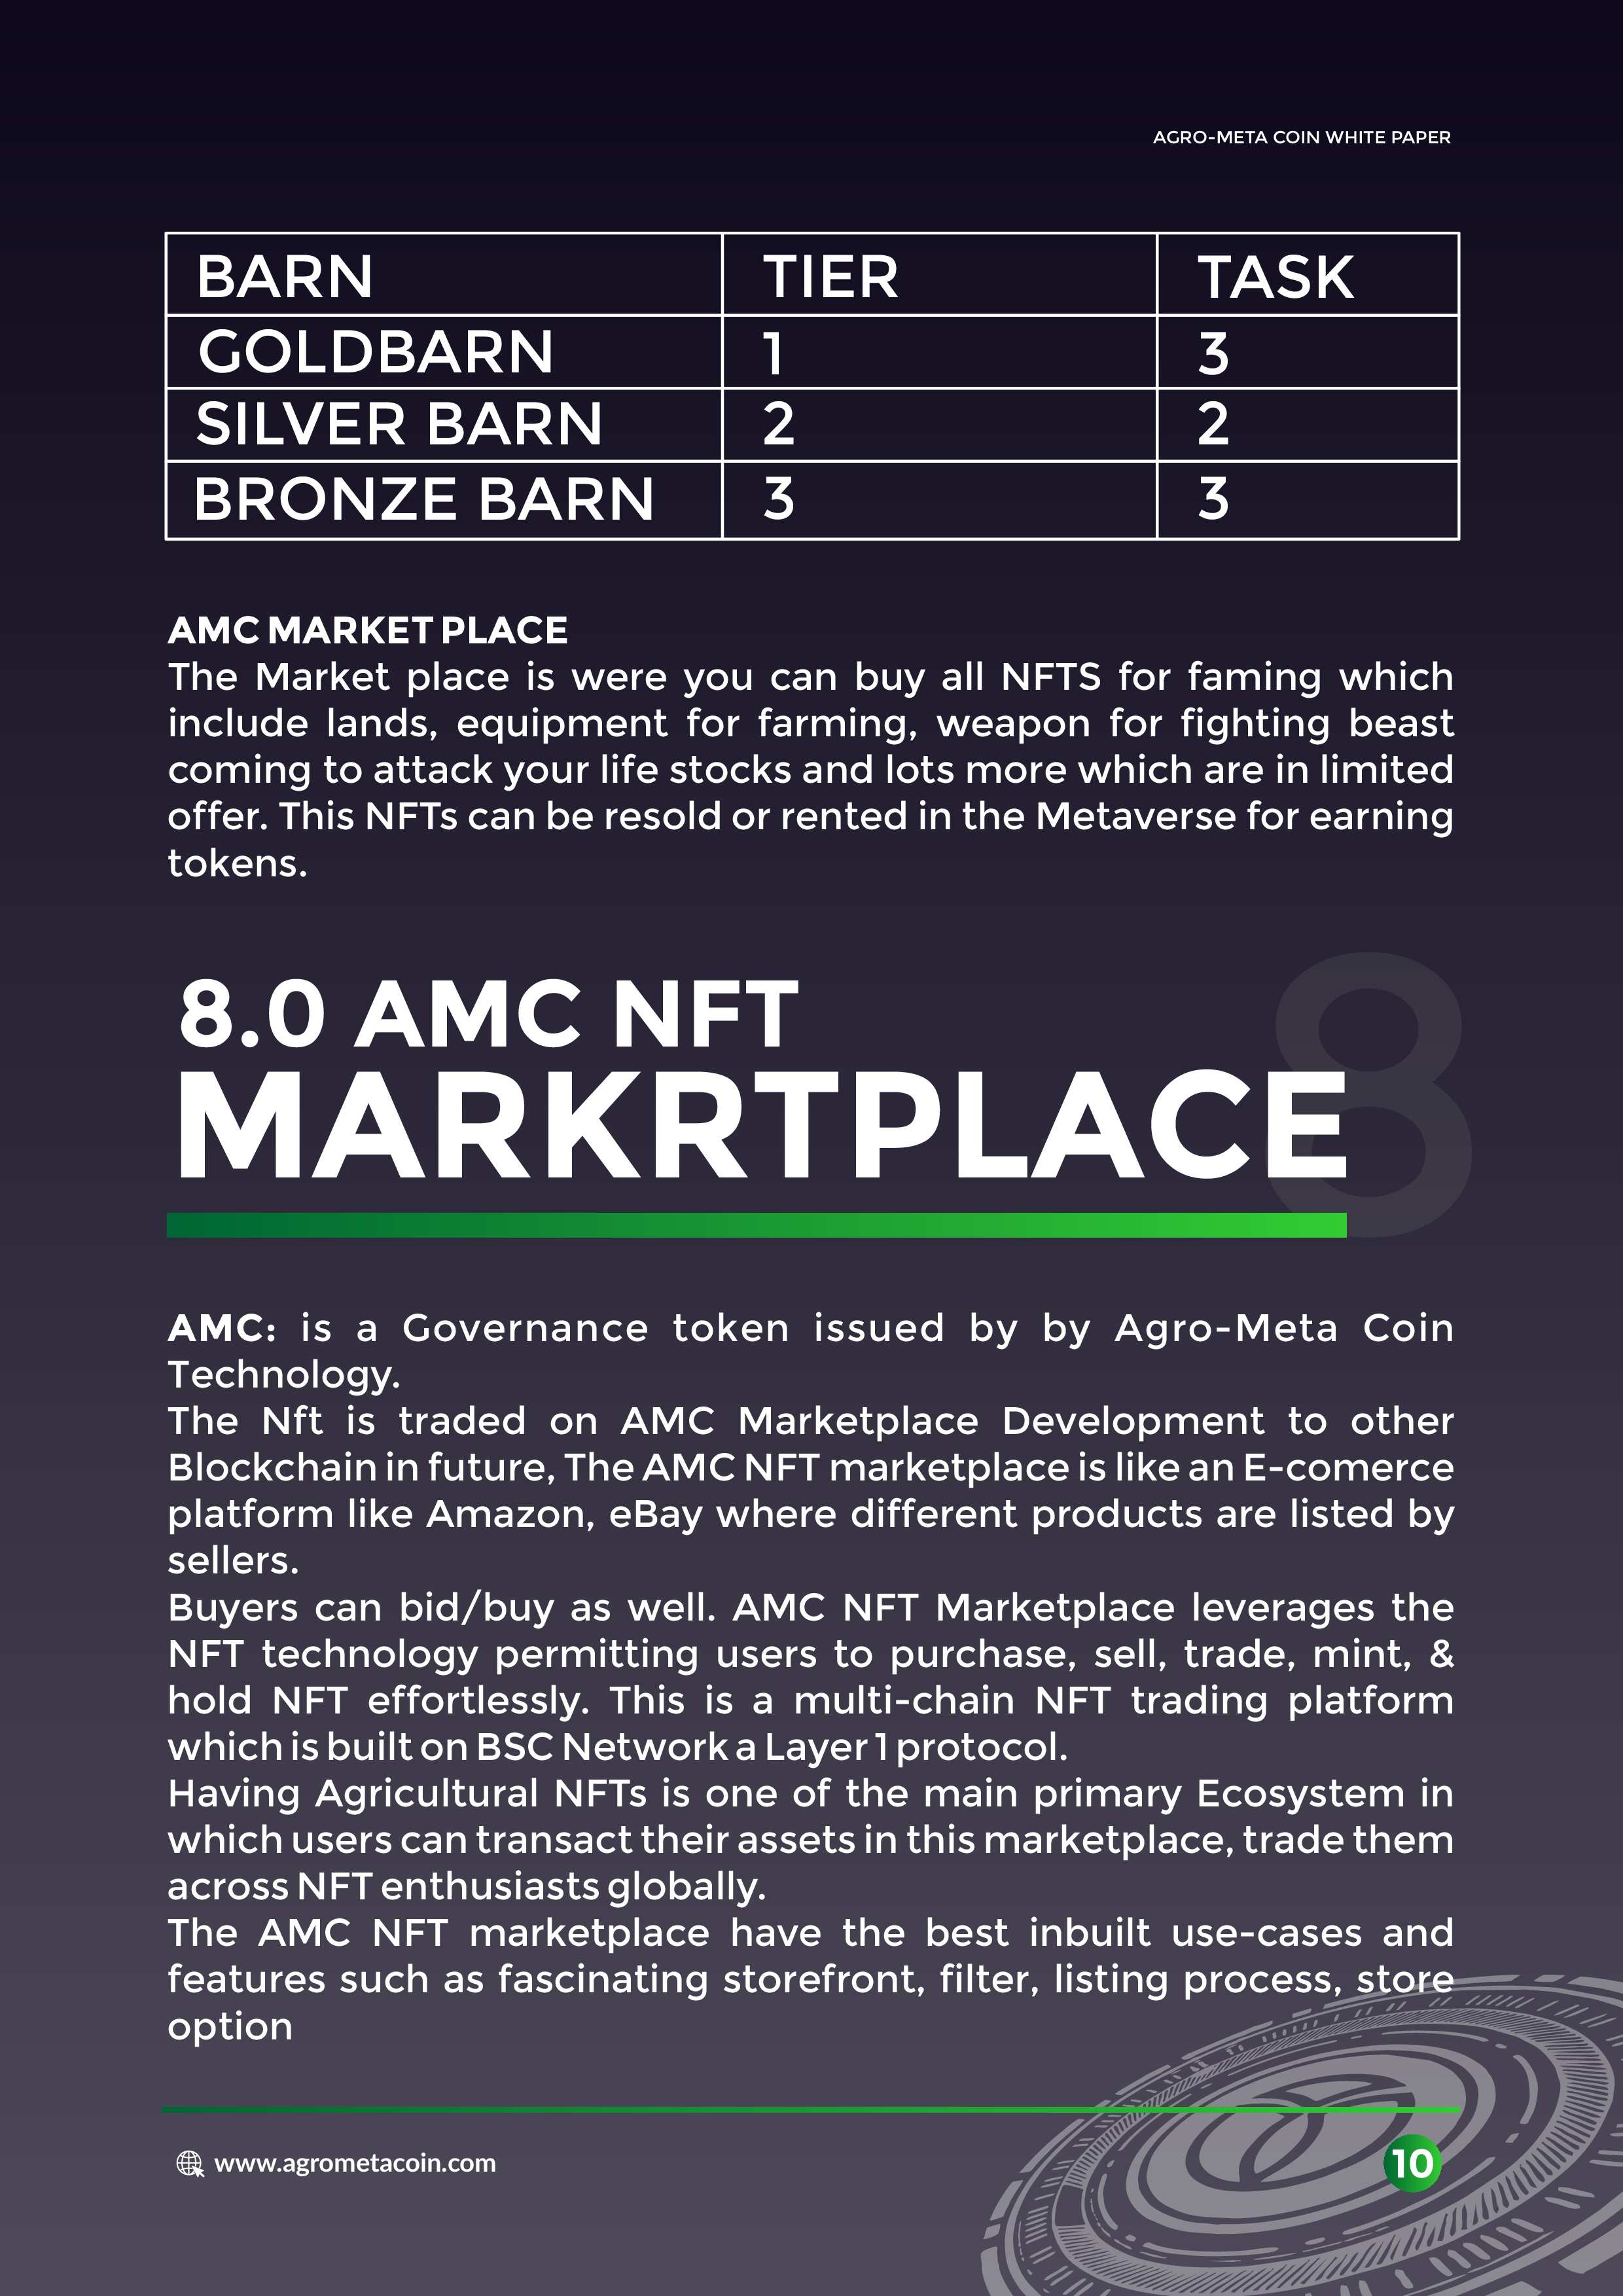 AGRO-META COIN WHITE PAPER
BARN TIER TASK
GOLDBARN 1 3
SILVER BARN 2 2
BRONZE BARN 3 3
AMC MARKET PLACE
The Market place is were you can buy all NFTS for faming which
include lands, equipment for farming, weapon for fighting beast
coming to attack your life stocks and lots more which are in limited
offer. This NFTs can be resold or rented in the Metaverse for earning
tokens.
8
8.0 AMC NFT
MARKRTPLACE
AMC: is a Governance token issued by by Agro-Meta Coin
Technology.
The Nft is traded on AMC Marketplace Development to other
Blockchain in future, The AMC NFT marketplace is like an E-comerce
platform like Amazon, eBay where different products are listed by
sellers.
Buyers can bid/buy as well. AMC NFT Marketplace leverages the
NFT technology permitting users to purchase, sell, trade, mint, &
hold NFT effortlessly. This is a multi-chain NFT trading platform
which is built on BSC Network a Layer 1 protocol.
Having Agricultural NFTs is one of the main primary Ecosystem in
which users can transact their assets in this marketplace, trade them
across NFT enthusiasts globally.
The AMC NFT marketplace have the best inbuilt use-cases and
features such as fascinating storefront, filter, listing process, store
option
www.agrometacoin.com
10